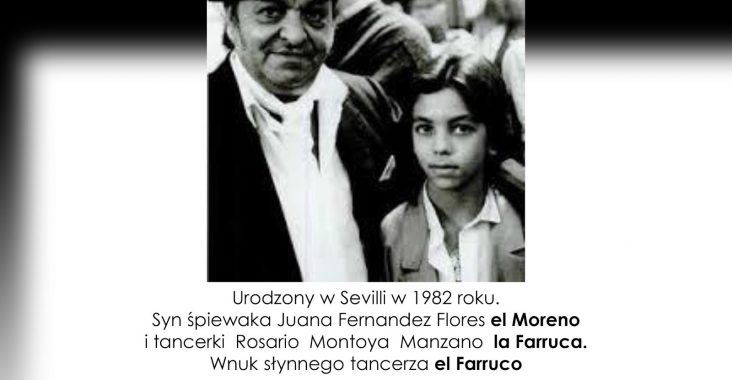 Urodzony w Sevilli w 1982 roku.
Syn śpiewaka Juana Fernandez Flores el Moreno
i tancerki Rosario Montoya Manzano la Farruca.
Wnuk słynnego tancerza el Farruco